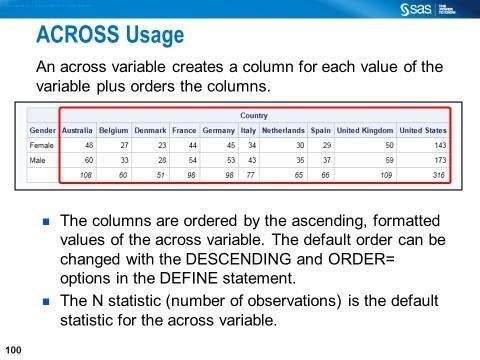 sas THE POWER TO KNOW
ACROSS Usage
An across variable creates a column for each value of the
variable plus orders the columns.
Country
Gender Australia Belgium Denmark France Germany Italy Netherlands Spain United Kingdom United States
Female 48 27 23 44 45 34 30 29 50 143
Male 60 33 28 54 53 43 35 37 59 173
108 60 51 98 98 77 65 66 109 316
The columns are ordered by the ascending, formatted
values of the across variable. The default order can be
changed with the DESCENDING and ORDER=
options in the DEFINE statement.
The N statistic (number of observations) is the default
statistic for the across variable.
100